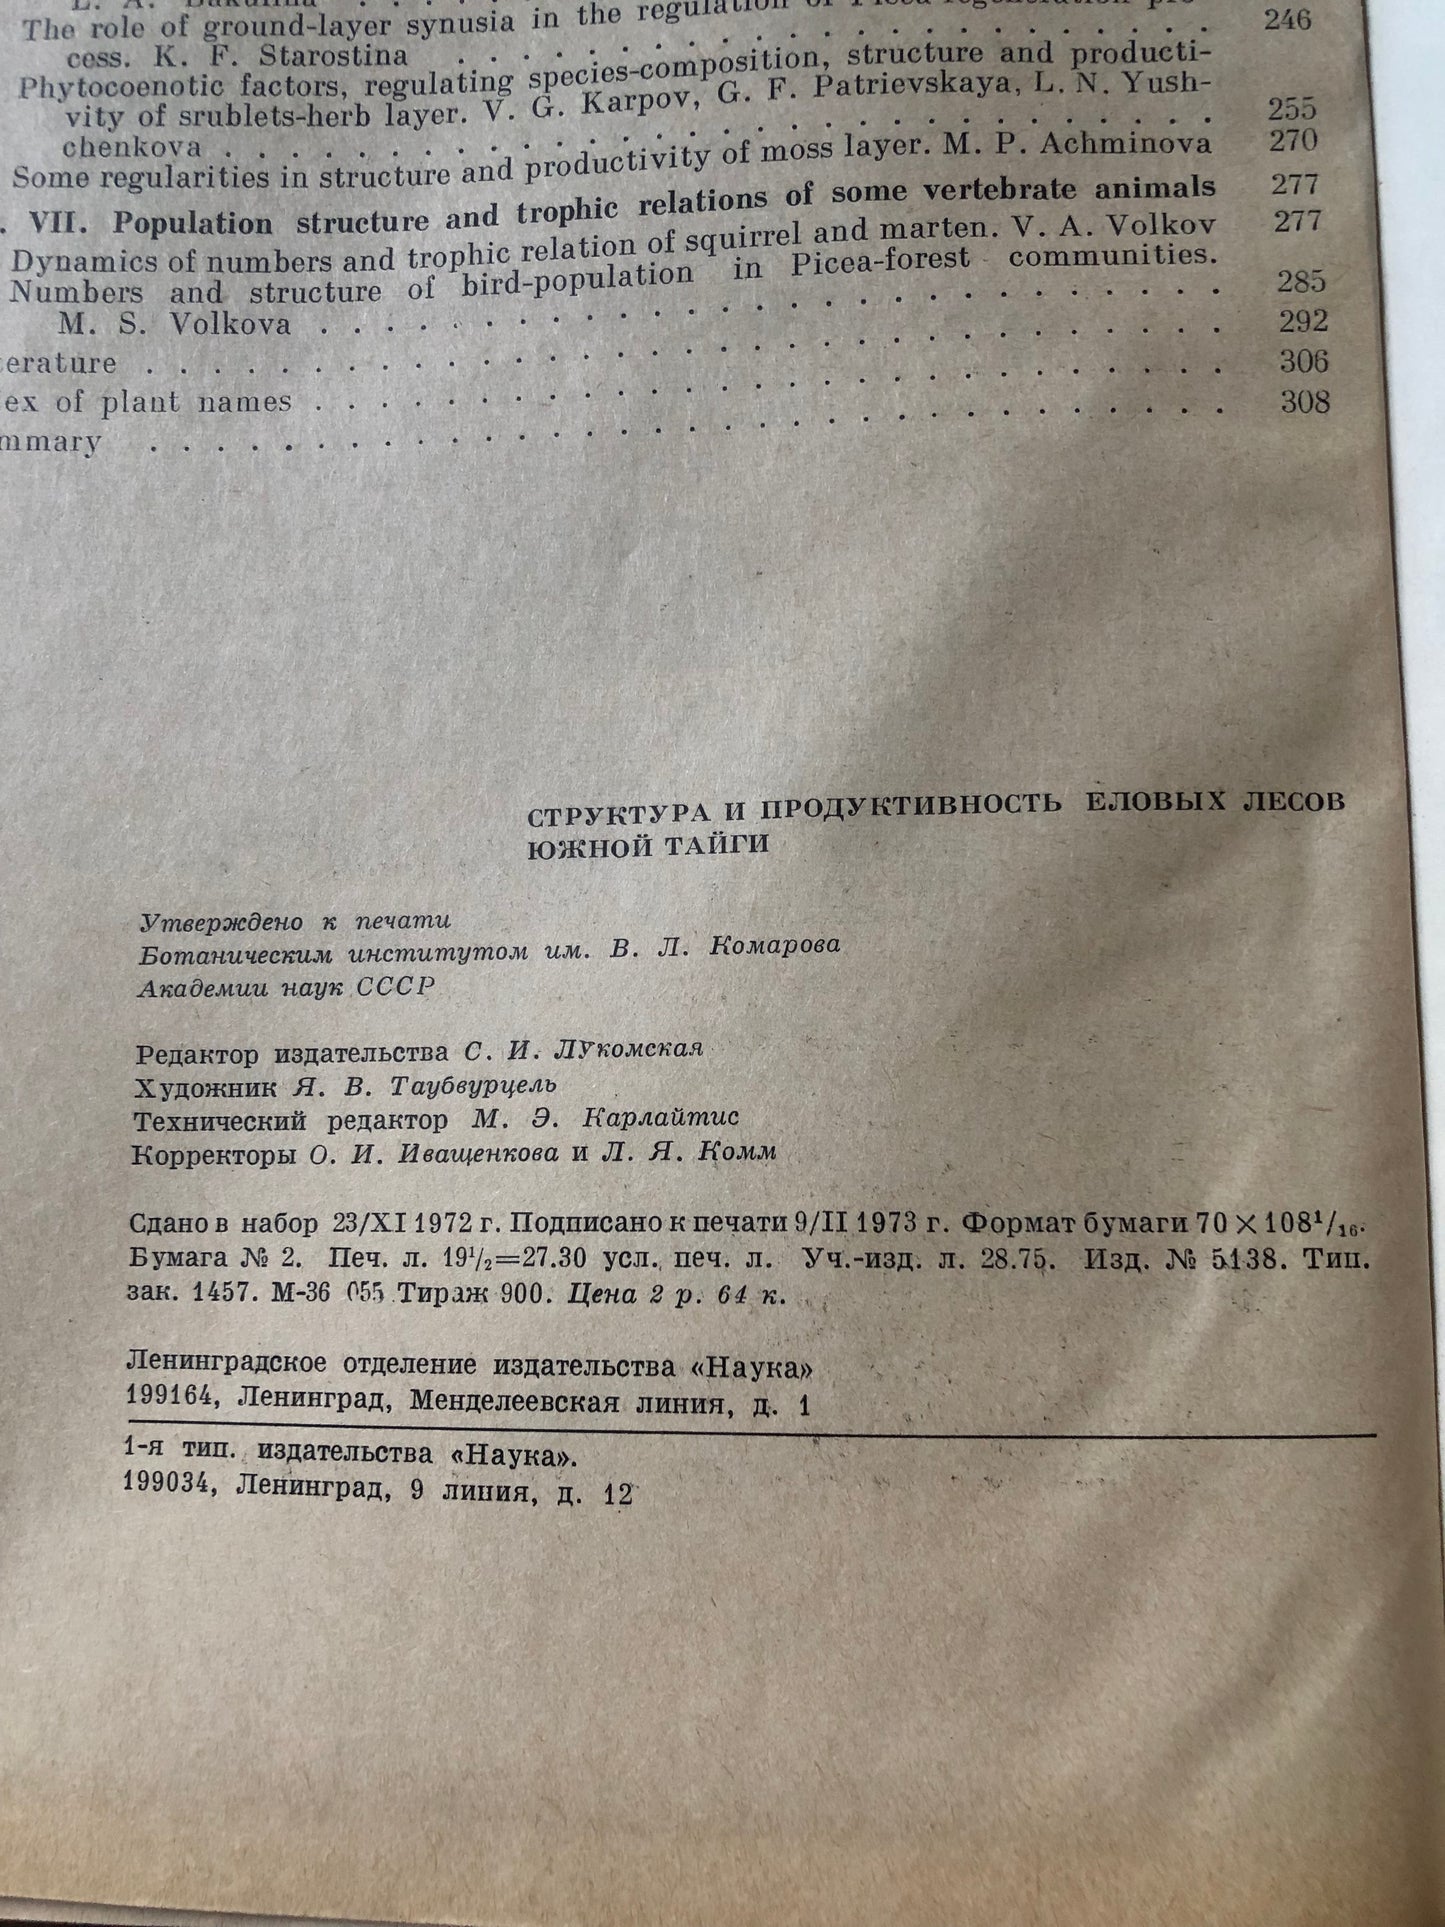 The role of ground-layer synusia in the regulation of Picea-regeneration pro-
cess. K. F. Starostina . . . . . . . . . . . . . . . . . . . 246
Phytocoenotic factors, regulating species-composition, structure and producti-
vity of srublets-herb layer. V. G. Karpov, G. F. Patrievskaya, L. N. Yush-
chenkova . . . . . . . . . . . . . . . . . . . . . . . . . 255
Some regularities in structure and productivity of moss layer. M. P. Achminova 270
. VII. Population structure and trophic relations of some vertebrate animals 277
Dynamics of numbers and trophic relation of squirrel and marten. V. A. Volkov 277
Numbers and structure of bird-population in Picea-forest communities.
M. S. Volkova . . . . . . . . . . . . . . . . . . . . . . . 285
erature . . . . . . . . . . . . . . . . . . . . . . . . . . . 292
ex of plant names . . . . . . . . . . . . . . . . . . . . . . . 306
mmary . . . . . . . . . . . . . . . . . . . . . . . . . . . 308
СТРУКТУРА И ПРОДУКТИВНОСТЬ ЕЛОВЫХ ЛЕСОВ
ЮЖНОЙ ТАЙГИ
Утверждено к печати
Ботаническим институтом им. В. Л. Комарова
Академии наук СССР
Редактор издательства С. И. Лукомская
Художник Я. В. Таубвурцель
Технический редактор М. Э. Карлайтис
Корректоры О. И. Иващенкова и Л. Я. Комм
Сдано в набор 23/XI 1972 г. Подписано к печати 9/II 1973 г. Формат бумаги 70 × 108¹/₁₆.
Бумага № 2. Печ. л. 19¹/₂=27.30 усл. печ. л. Уч.-изд. л. 28.75. Изд. № 5138. Тип.
зак. 1457. М-36 055 Тираж 900. Цена 2 р. 64 к.
Ленинградское отделение издательства «Наука»
199164, Ленинград, Менделеевская линия, д. 1
1-я тип. издательства «Наука».
199034, Ленинград, 9 линия, д. 12